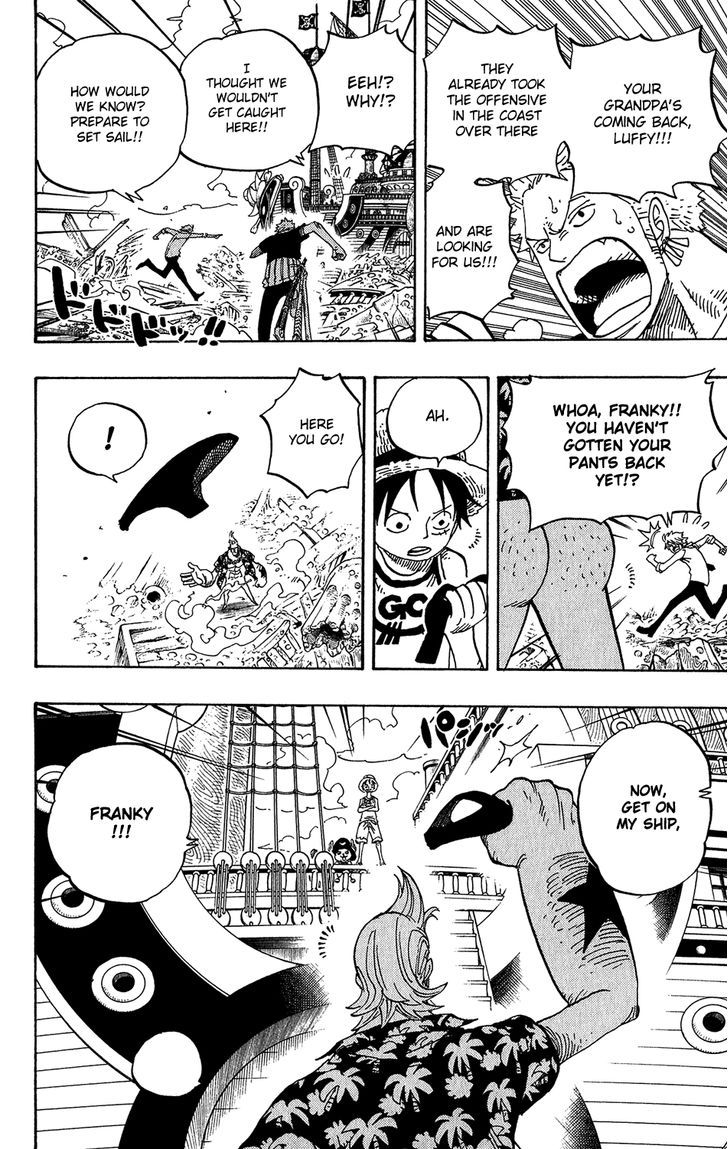 YOUR
GRANDPA'S
COMING BACK,
LUFFY!!!
THEY
ALREADY TOOK
THE OFFENSIVE
IN THE COAST
OVER THERE
AND ARE
LOOKING
FOR US!!!
EEH!?
WHY!?
I
THOUGHT WE
WOULDN'T
GET CAUGHT
HERE!!
HOW WOULD
WE KNOW?
PREPARE TO
SET SAIL!!
ドドドドッ!!
WHOA, FRANKY!!
YOU HAVEN'T
GOTTEN YOUR
PANTS BACK
YET!?
AH.
GC
HERE
YOU GO!
!
パシッ
NOW,
GET ON
MY SHIP,
FRANKY
!!!